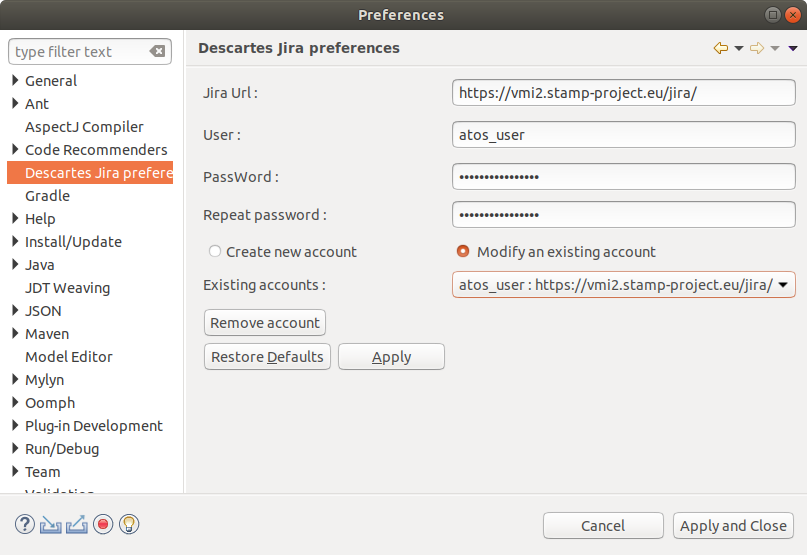 Preferences
type filter text
General
Ant
AspectJ Compiler
Code Recommenders
Descartes Jira prefere
Gradle
Help
Install/Update
Java
JDT Weaving
JSON
Maven
Model Editor
Mylyn
Oomph
Plug-in Development
Run/Debug
Team
Validation
Descartes Jira preferences
Jira Url :
https://vmi2.stamp-project.eu/jira/
User :
atos_user
PassWord :
••••••••••••••••
Repeat password :
••••••••••••••••
Create new account
Modify an existing account
Existing accounts :
atos_user : https://vmi2.stamp-project.eu/jira/
Remove account
Restore Defaults
Apply
?
Cancel
Apply and Close